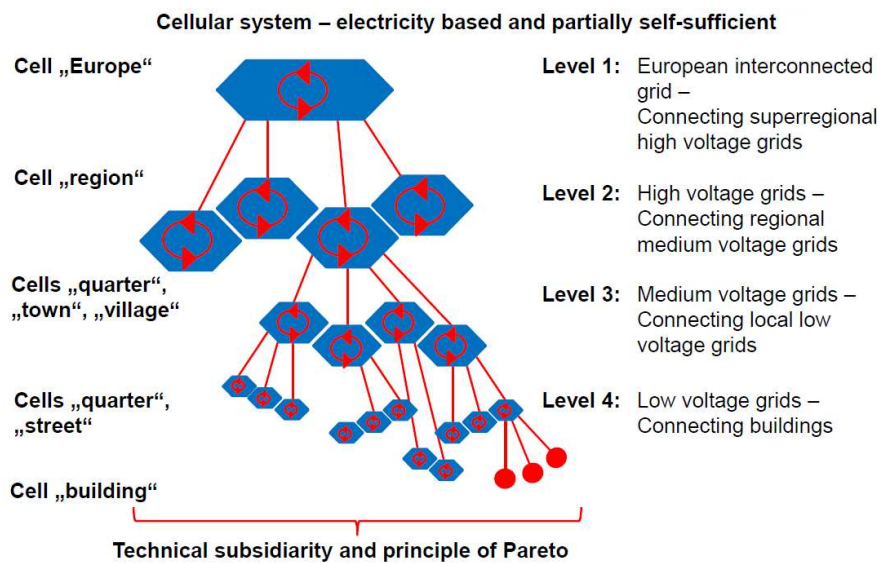 Cellular system – electricity based and partially self-sufficient
Cell „Europe“
Level 1: European interconnected
grid –
Connecting superregional
high voltage grids
Cell „region“
Level 2: High voltage grids –
Connecting regional
medium voltage grids
Cells „quarter“,
„town“, „village“
Level 3: Medium voltage grids –
Connecting local low
voltage grids
Cells „quarter“,
„street“
Level 4: Low voltage grids –
Connecting buildings
Cell „building“
Technical subsidiarity and principle of Pareto